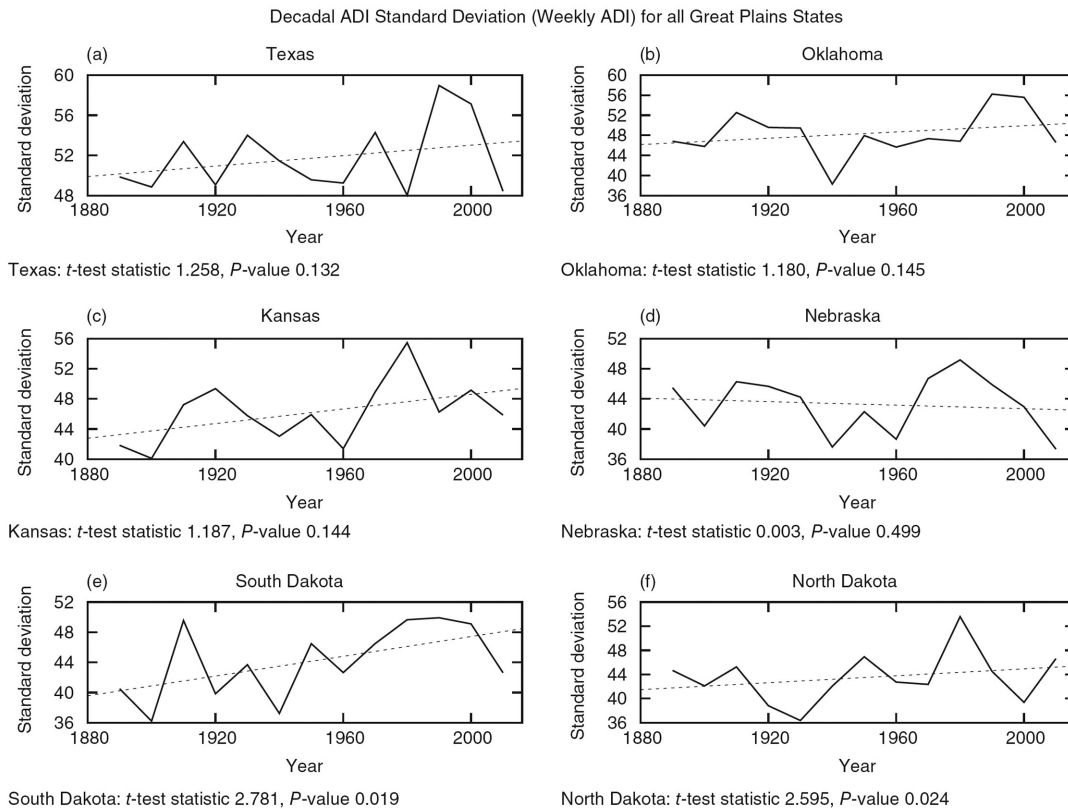 Decadal ADI Standard Deviation (Weekly ADI) for all Great Plains States
(a) Texas
Standard deviation
60
56
52
48
1880 1920 1960 2000
Year
Texas: t-test statistic 1.258, P-value 0.132
(b) Oklahoma
Standard deviation
60
56
52
48
44
40
36
1880 1920 1960 2000
Year
Oklahoma: t-test statistic 1.180, P-value 0.145
(c) Kansas
Standard deviation
56
52
48
44
40
1880 1920 1960 2000
Year
Kansas: t-test statistic 1.187, P-value 0.144
(d) Nebraska
Standard deviation
52
48
44
40
36
1880 1920 1960 2000
Year
Nebraska: t-test statistic 0.003, P-value 0.499
(e) South Dakota
Standard deviation
52
48
44
40
36
1880 1920 1960 2000
Year
South Dakota: t-test statistic 2.781, P-value 0.019
(f) North Dakota
Standard deviation
56
52
48
44
40
36
1880 1920 1960 2000
Year
North Dakota: t-test statistic 2.595, P-value 0.024